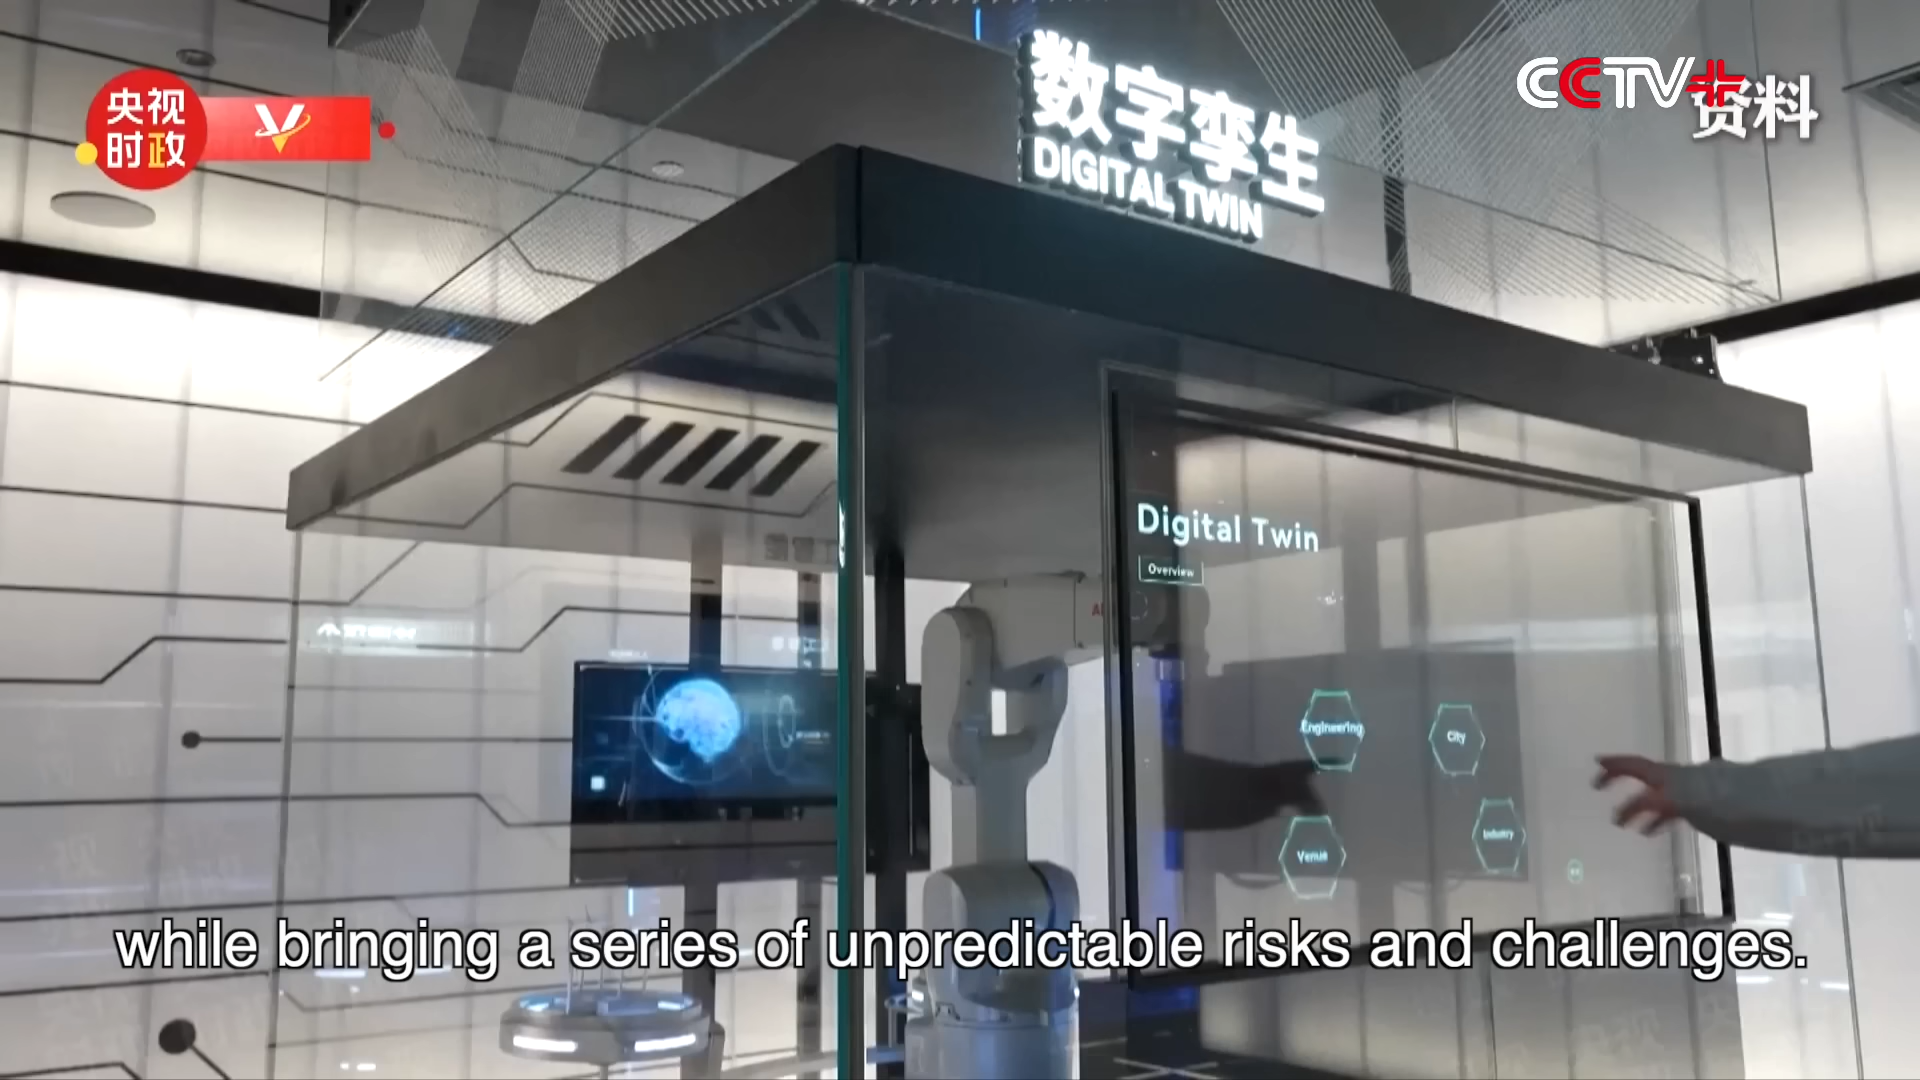 央视
时政
CCTV+
资料
数字孪生
DIGITAL TWIN
Digital Twin
Overview
Engineering
City
Venue
Industry
while bringing a series of unpredictable risks and challenges.